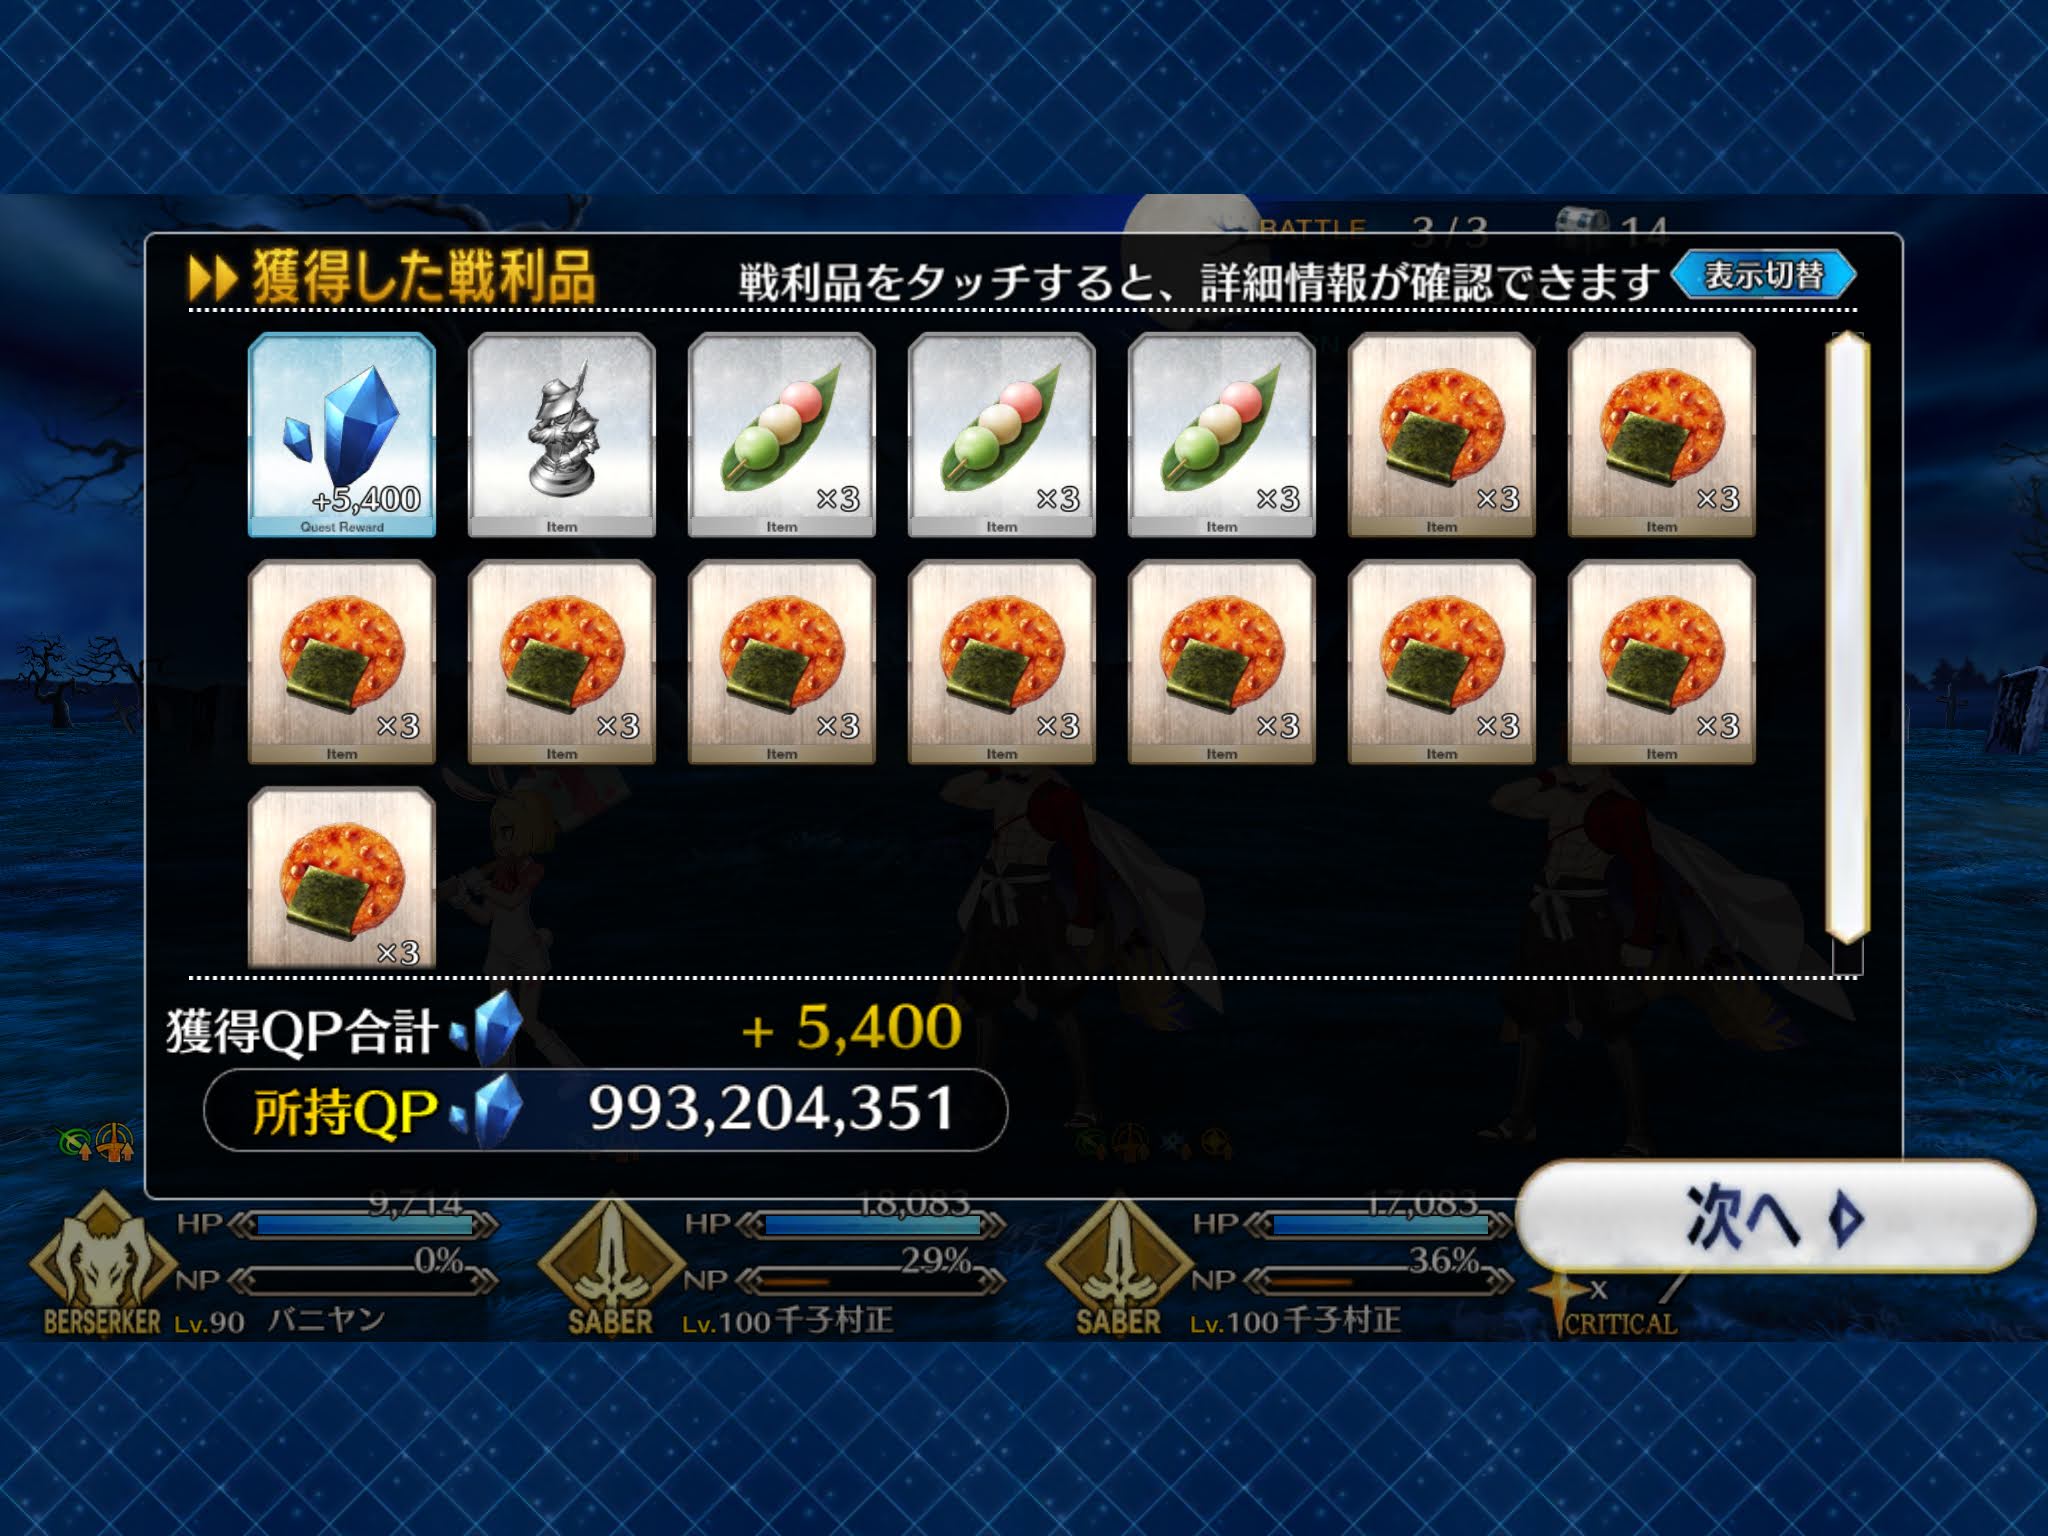 BATTLE 3/3 14
獲得した戦利品 戦利品をタッチすると、詳細情報が確認できます 表示切替
+5,400 ×3 ×3 ×3 ×3 ×3
Quest Reward Item Item Item Item Item Item
×3 ×3 ×3 ×3 ×3 ×3 ×3
Item Item Item Item Item Item Item
×3
獲得QP合計 + 5,400
所持QP 993,204,351
次へ
HP 9,714 HP 18,083 HP 17,083
NP 0% NP 29% NP 36%
BERSERKER Lv.90 バニヤン SABER Lv.100 千子村正 SABER Lv.100 千子村正
x
CRITICAL